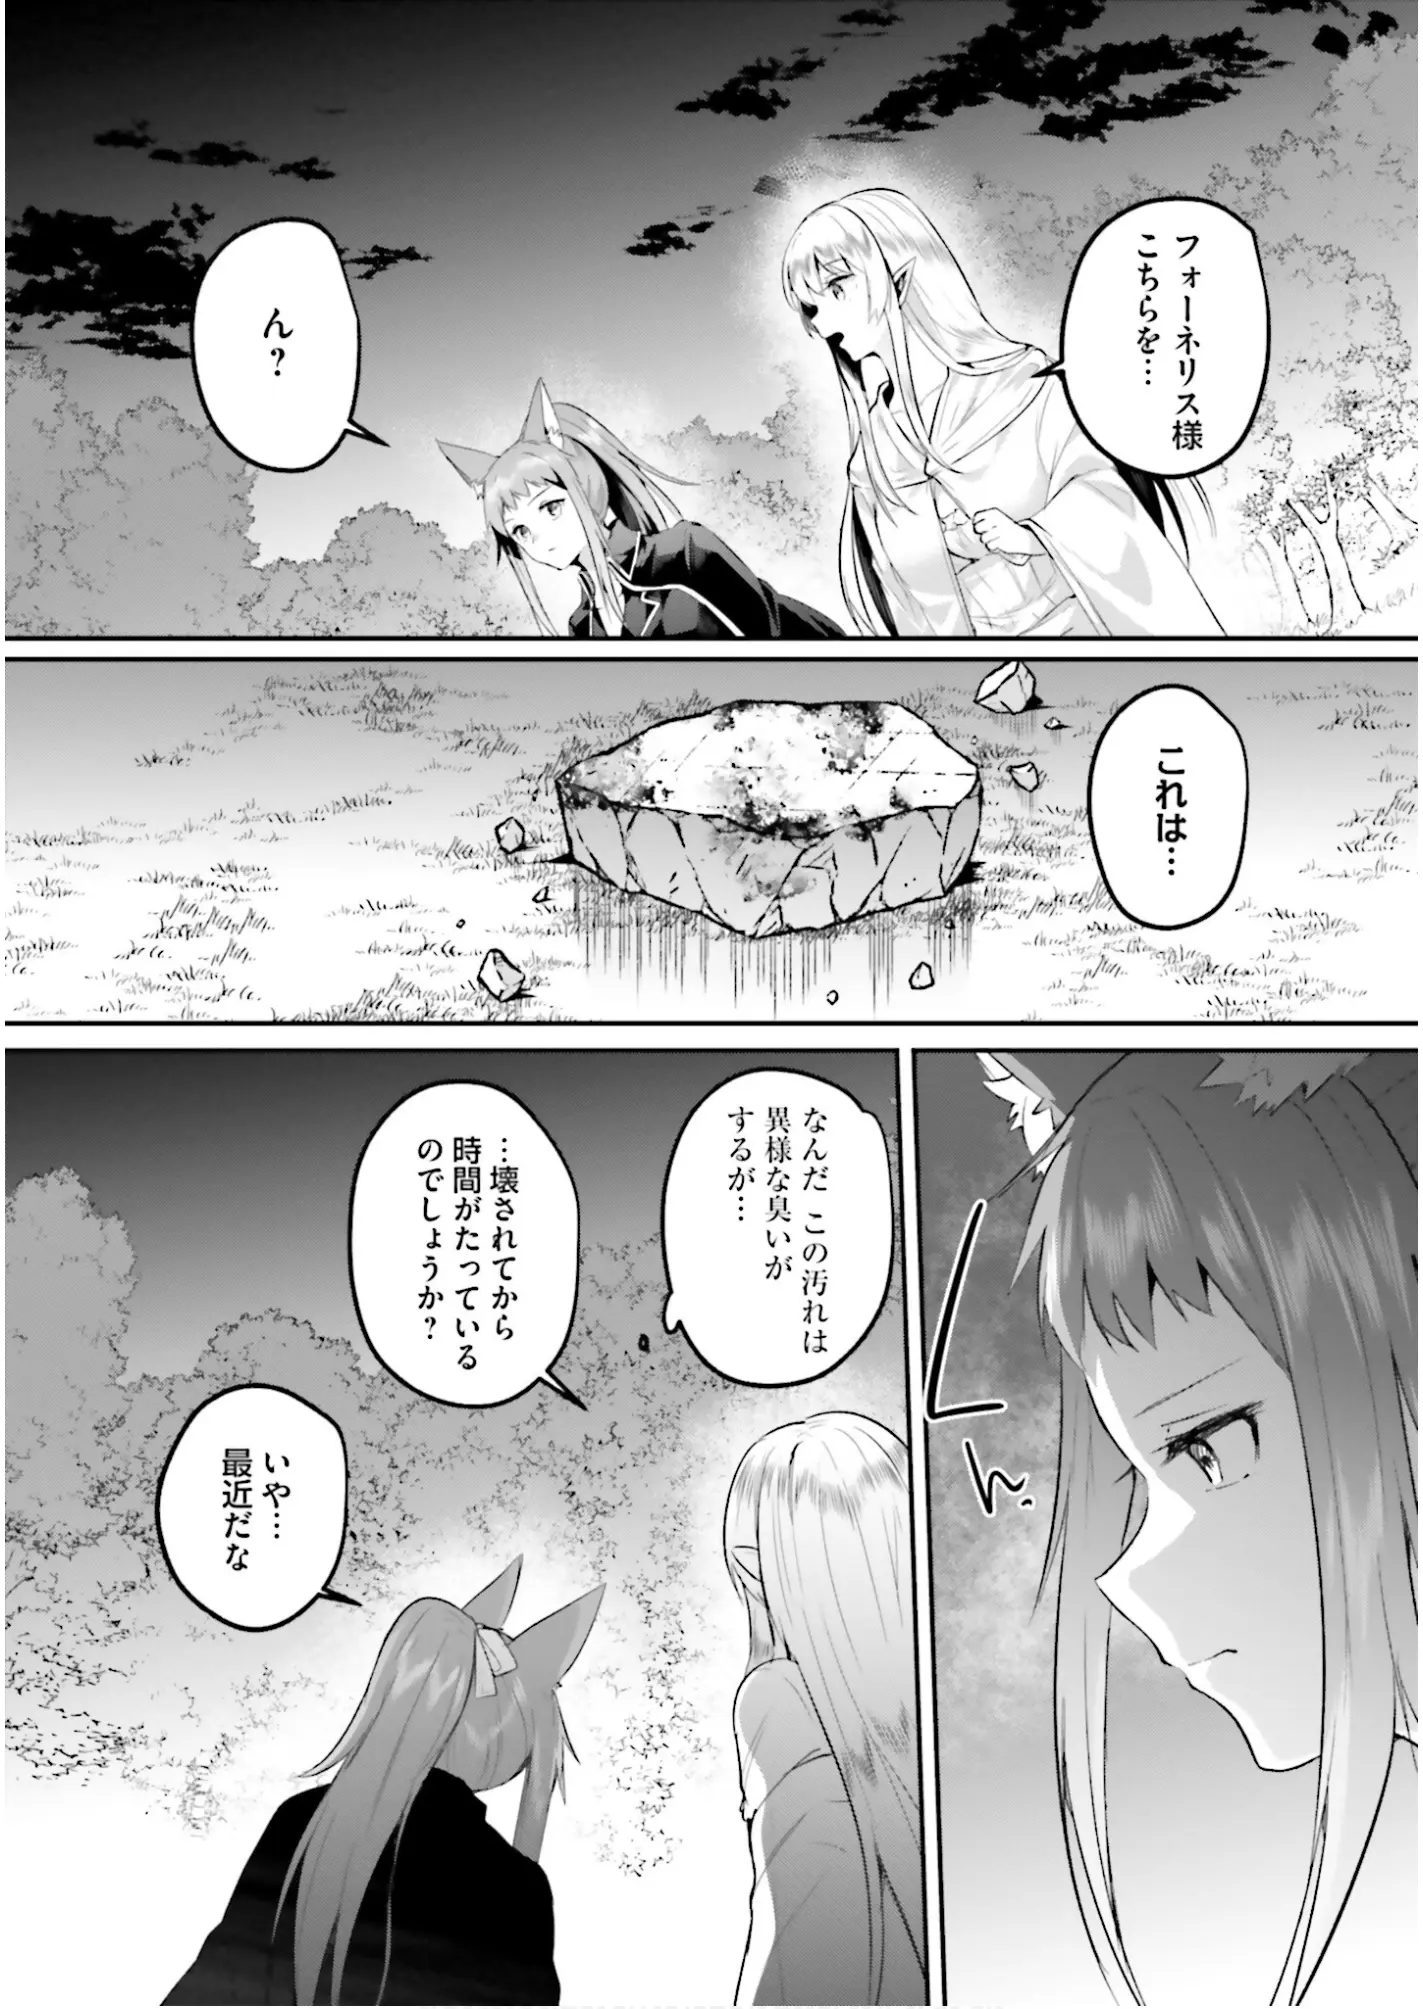 フォーネリス様
こちらを…
ん?
これは…
くん
なんだ この汚れは
異様な臭いが
するが…
…壊されてから
時間がたっている
のでしょうか?
いや…
最近だな